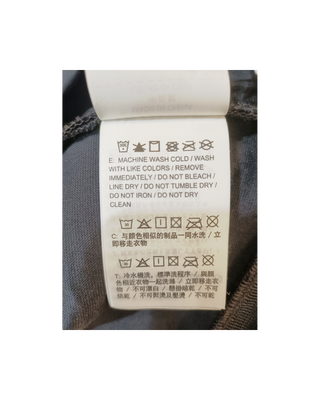 E: MACHINE WASH COLD / WASH
WITH LIKE COLORS / REMOVE
IMMEDIATELY / DO NOT BLEACH /
LINE DRY / DO NOT TUMBLE DRY /
DO NOT IRON / DO NOT DRY
CLEAN
C: 与颜色相似的制品一同水洗 / 立
即移走衣物
T: 冷水機洗，標準洗程序 / 與顏
色相近衣物一起洗滌 / 立即移走衣
物 / 不可漂白 / 懸掛晾乾 / 不可
烘乾 / 不可熨燙及壓燙 / 不可乾
洗